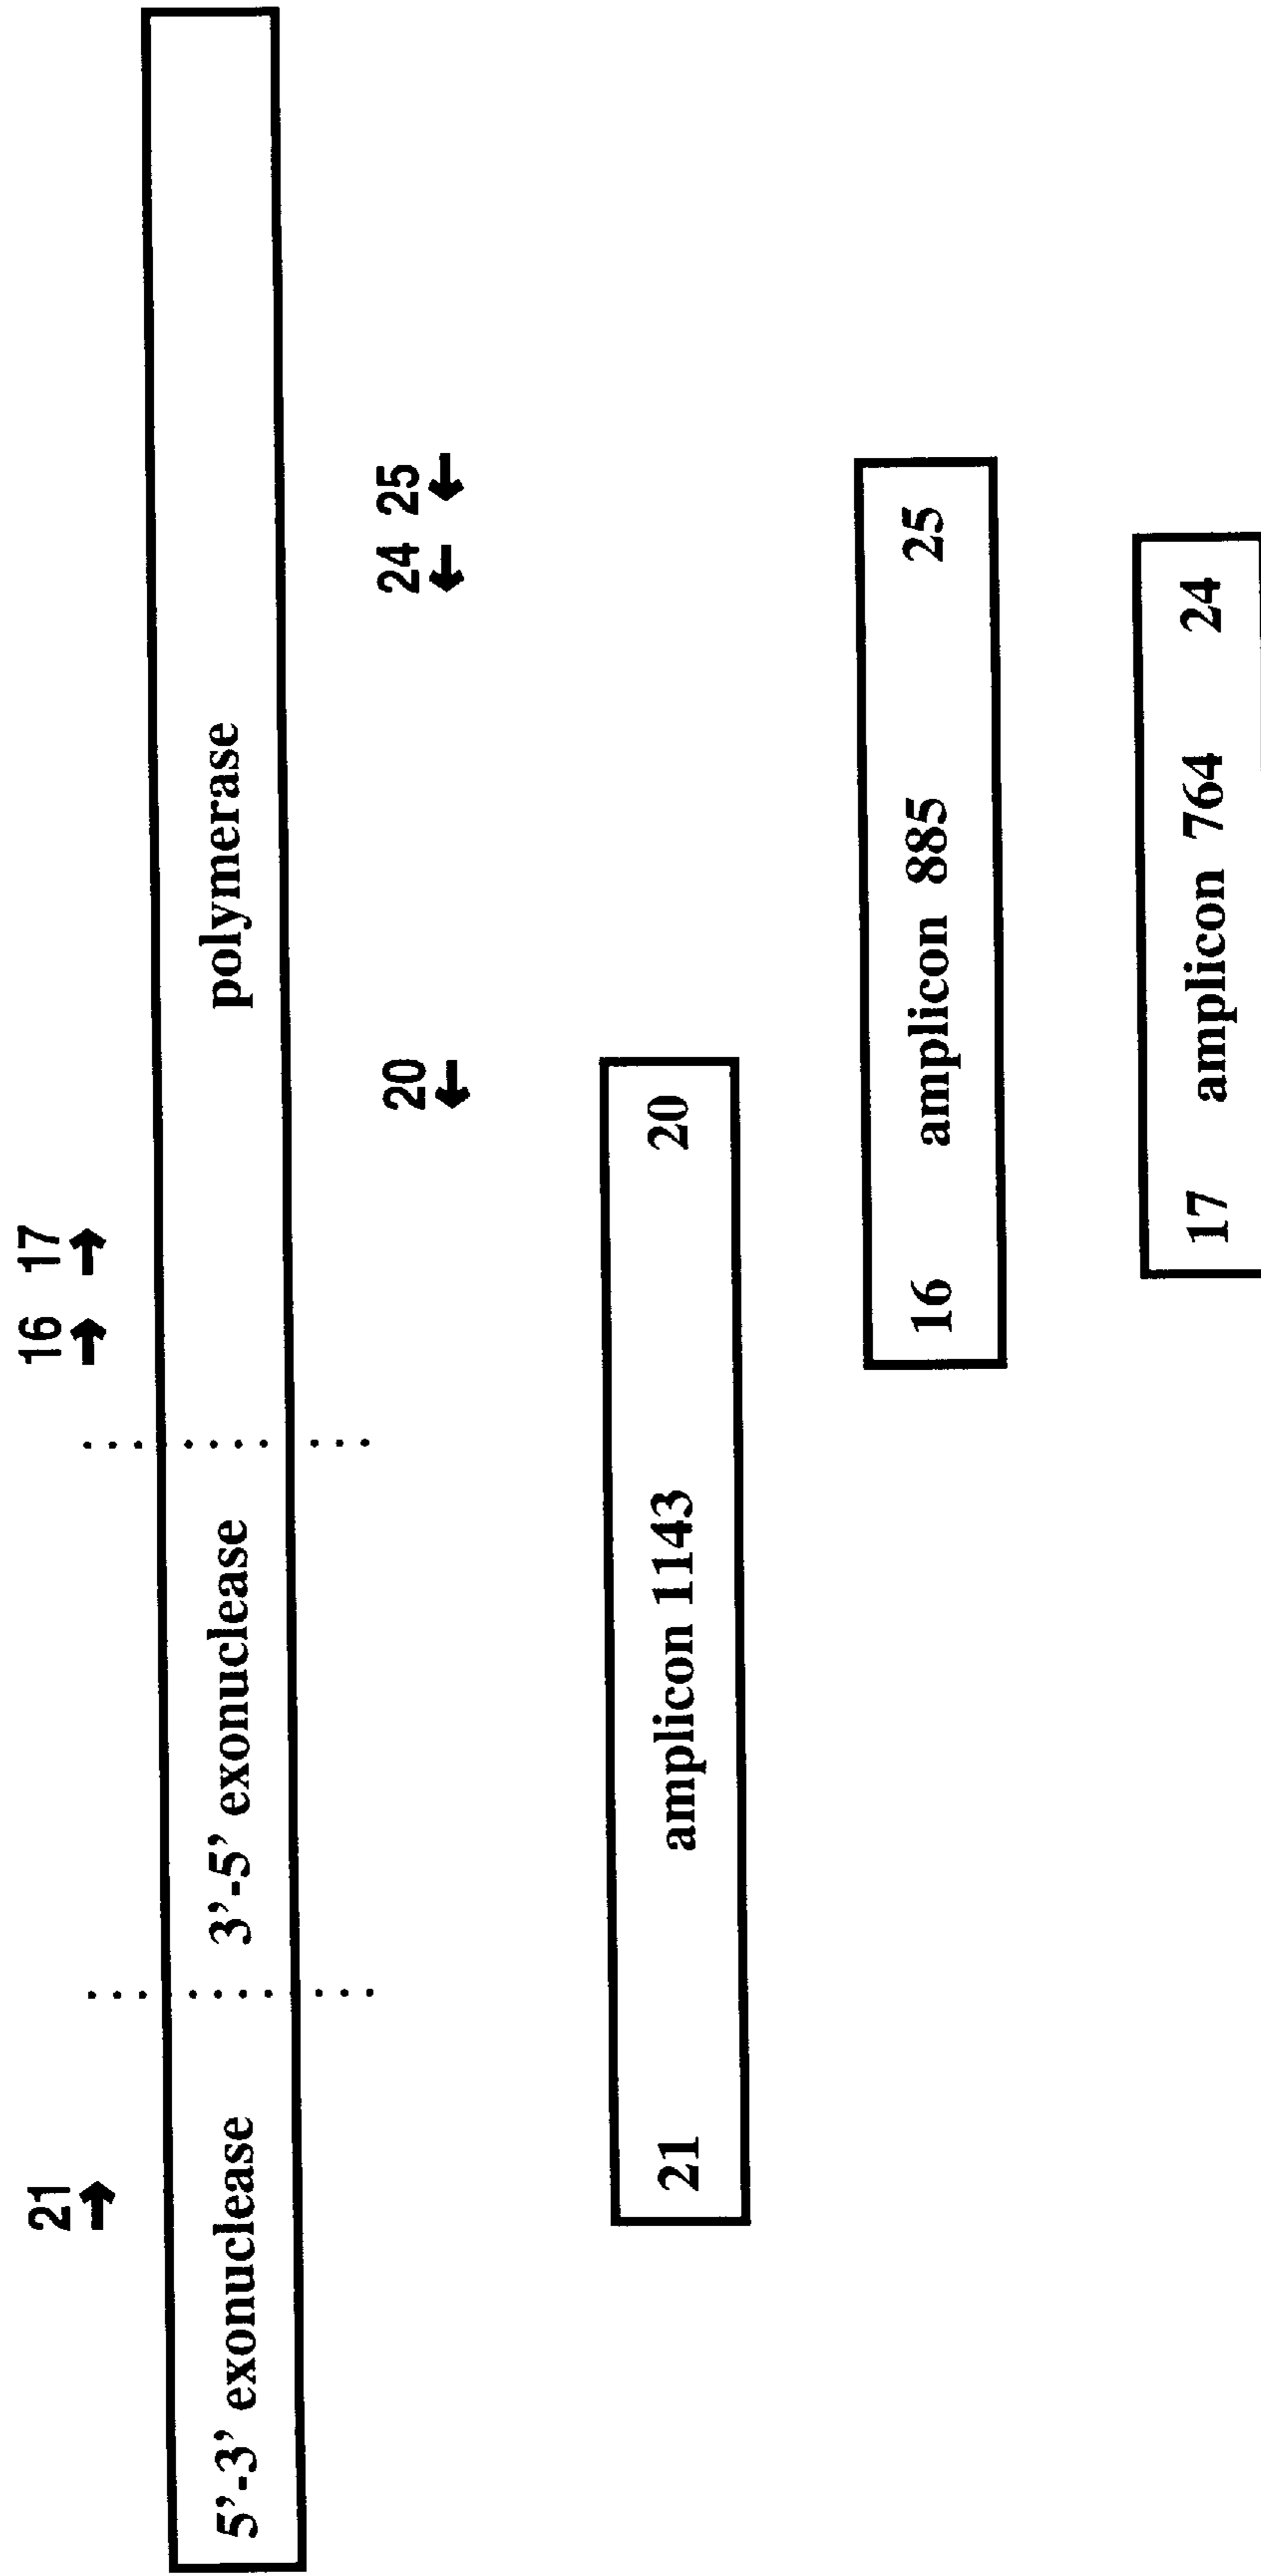 21 16 17
5’-3’ exonuclease 3’-5’ exonuclease polymerase
20 24 25
21 amplicon 1143 20
16 amplicon 885 25
17 amplicon 764 24